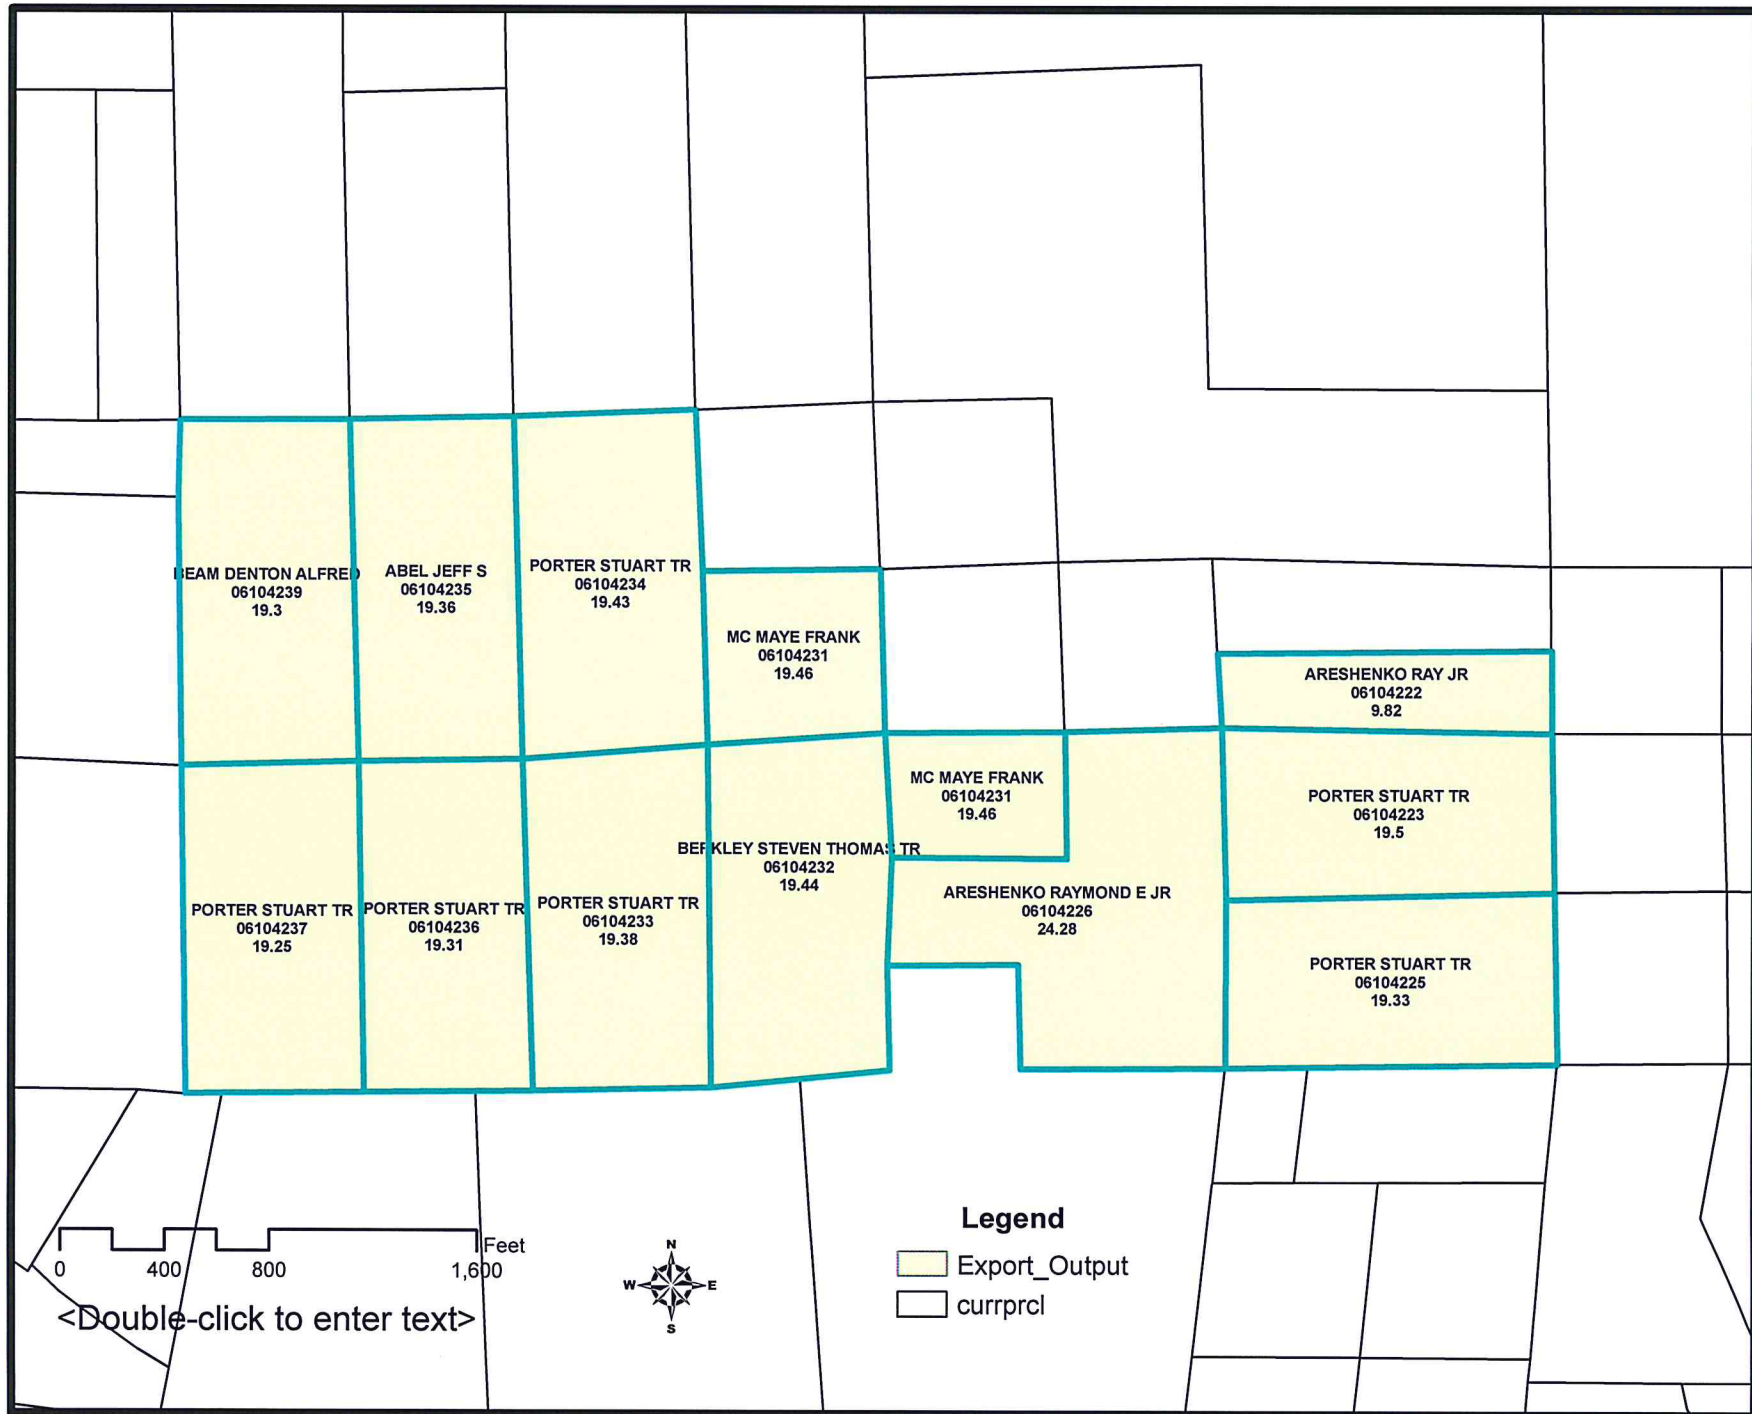 BEAM DENTON ALFRED
06104239
19.3
ABEL JEFF S
06104235
19.36
PORTER STUART TR
06104234
19.43
MC MAYE FRANK
06104231
19.46
ARESHENKO RAY JR
06104222
9.82
MC MAYE FRANK
06104231
19.46
PORTER STUART TR
06104223
19.5
BERKLEY STEVEN THOMAS TR
06104232
19.44
ARESHENKO RAYMOND E JR
06104226
24.28
PORTER STUART TR
06104237
19.25
PORTER STUART TR
06104236
19.31
PORTER STUART TR
06104233
19.38
PORTER STUART TR
06104225
19.33
Feet
0 400 800 1,600
<Double-click to enter text>
N
W E
S
Legend
Export_Output
currprcl